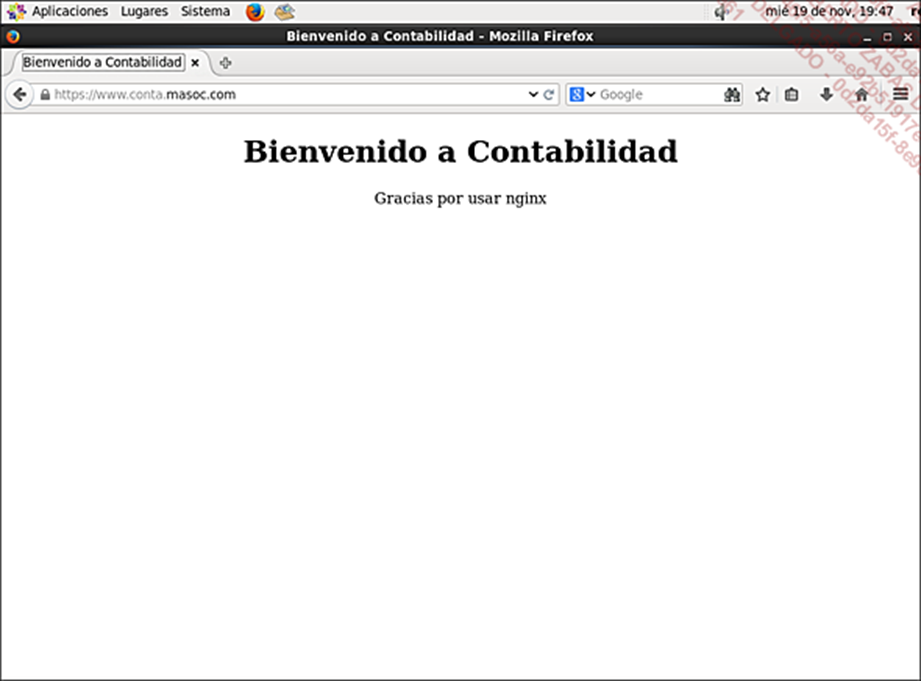 Aplicaciones Lugares Sistema mié 19 de nov, 19:47
Bienvenido a Contabilidad - Mozilla Firefox
Bienvenido a Contabilidad
https://www.conta.masoc.com Google
Bienvenido a Contabilidad
Gracias por usar nginx